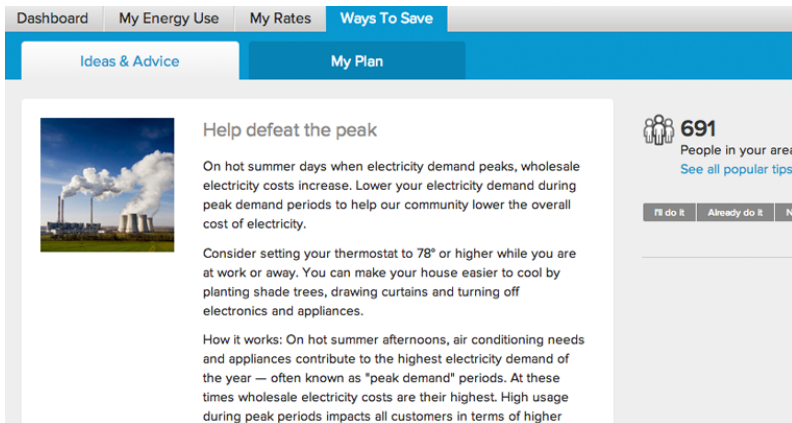 Dashboard My Energy Use My Rates Ways To Save
Ideas & Advice My Plan
Help defeat the peak
On hot summer days when electricity demand peaks, wholesale
electricity costs increase. Lower your electricity demand during
peak demand periods to help our community lower the overall
cost of electricity.
Consider setting your thermostat to 78° or higher while you are
at work or away. You can make your house easier to cool by
planting shade trees, drawing curtains and turning off
electronics and appliances.
How it works: On hot summer afternoons, air conditioning needs
and appliances contribute to the highest electricity demand of
the year — often known as "peak demand" periods. At these
times wholesale electricity costs are their highest. High usage
during peak periods impacts all customers in terms of higher
691
People in your area
See all popular tips
I'll do it Already do it N